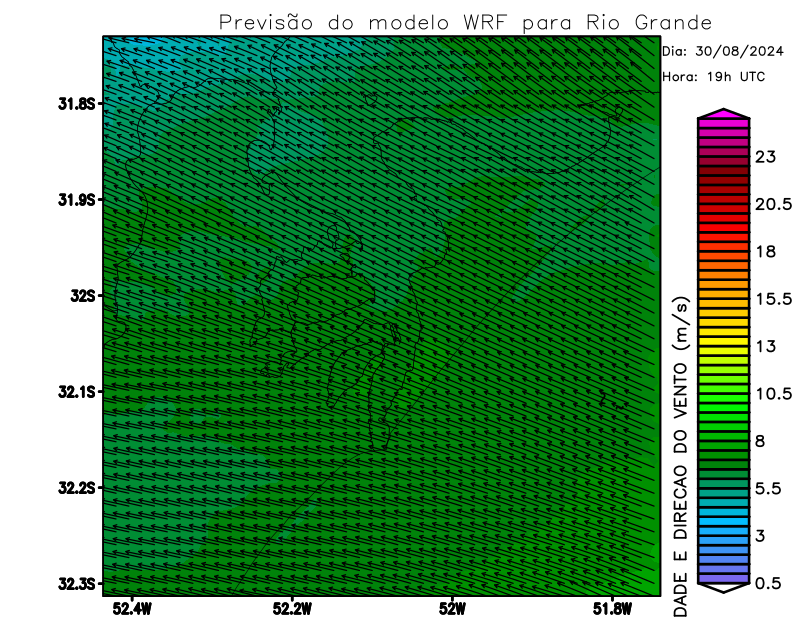 Previsão do modelo WRF para Rio Grande
Dia: 30/08/2024
Hora: 19h UTC
31.8S
31.9S
32S
32.1S
32.2S
32.3S
52.4W
52.2W
52W
51.8W
23
20.5
18
15.5
13
10.5
8
5.5
3
0.5
DADE E DIRECAO DO VENTO (m/s)